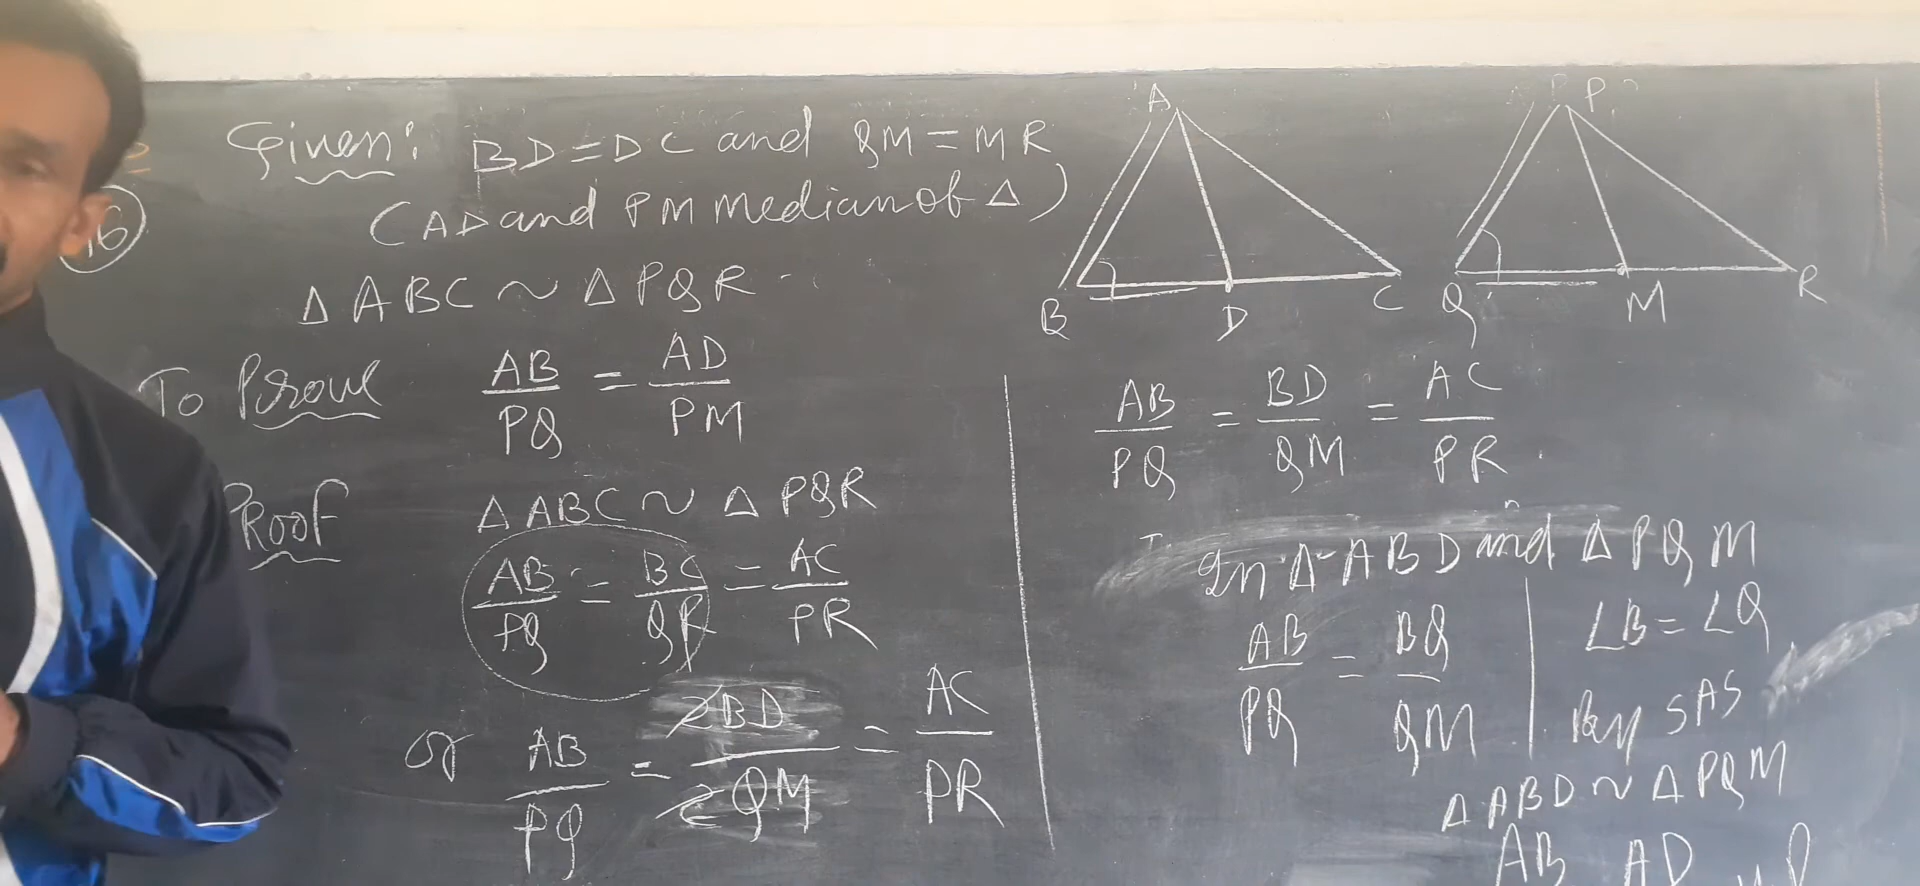 16
Given: BD = DC and QM = MR
(AD and PM median of Δ)
Δ ABC ~ Δ PQR
To Prove AB/PQ = AD/PM
Proof Δ ABC ~ Δ PQR
AB/PQ = BC/QR = AC/PR
or AB/PQ = 2BD/2QM = AC/PR
A
B D C
P
Q M R
AB/PQ = BD/QM = AC/PR
In Δ ABD and Δ PQM
AB/PQ = BQ/QM
∠B = ∠Q
By SAS
Δ ABD ~ Δ PQM
AB AD